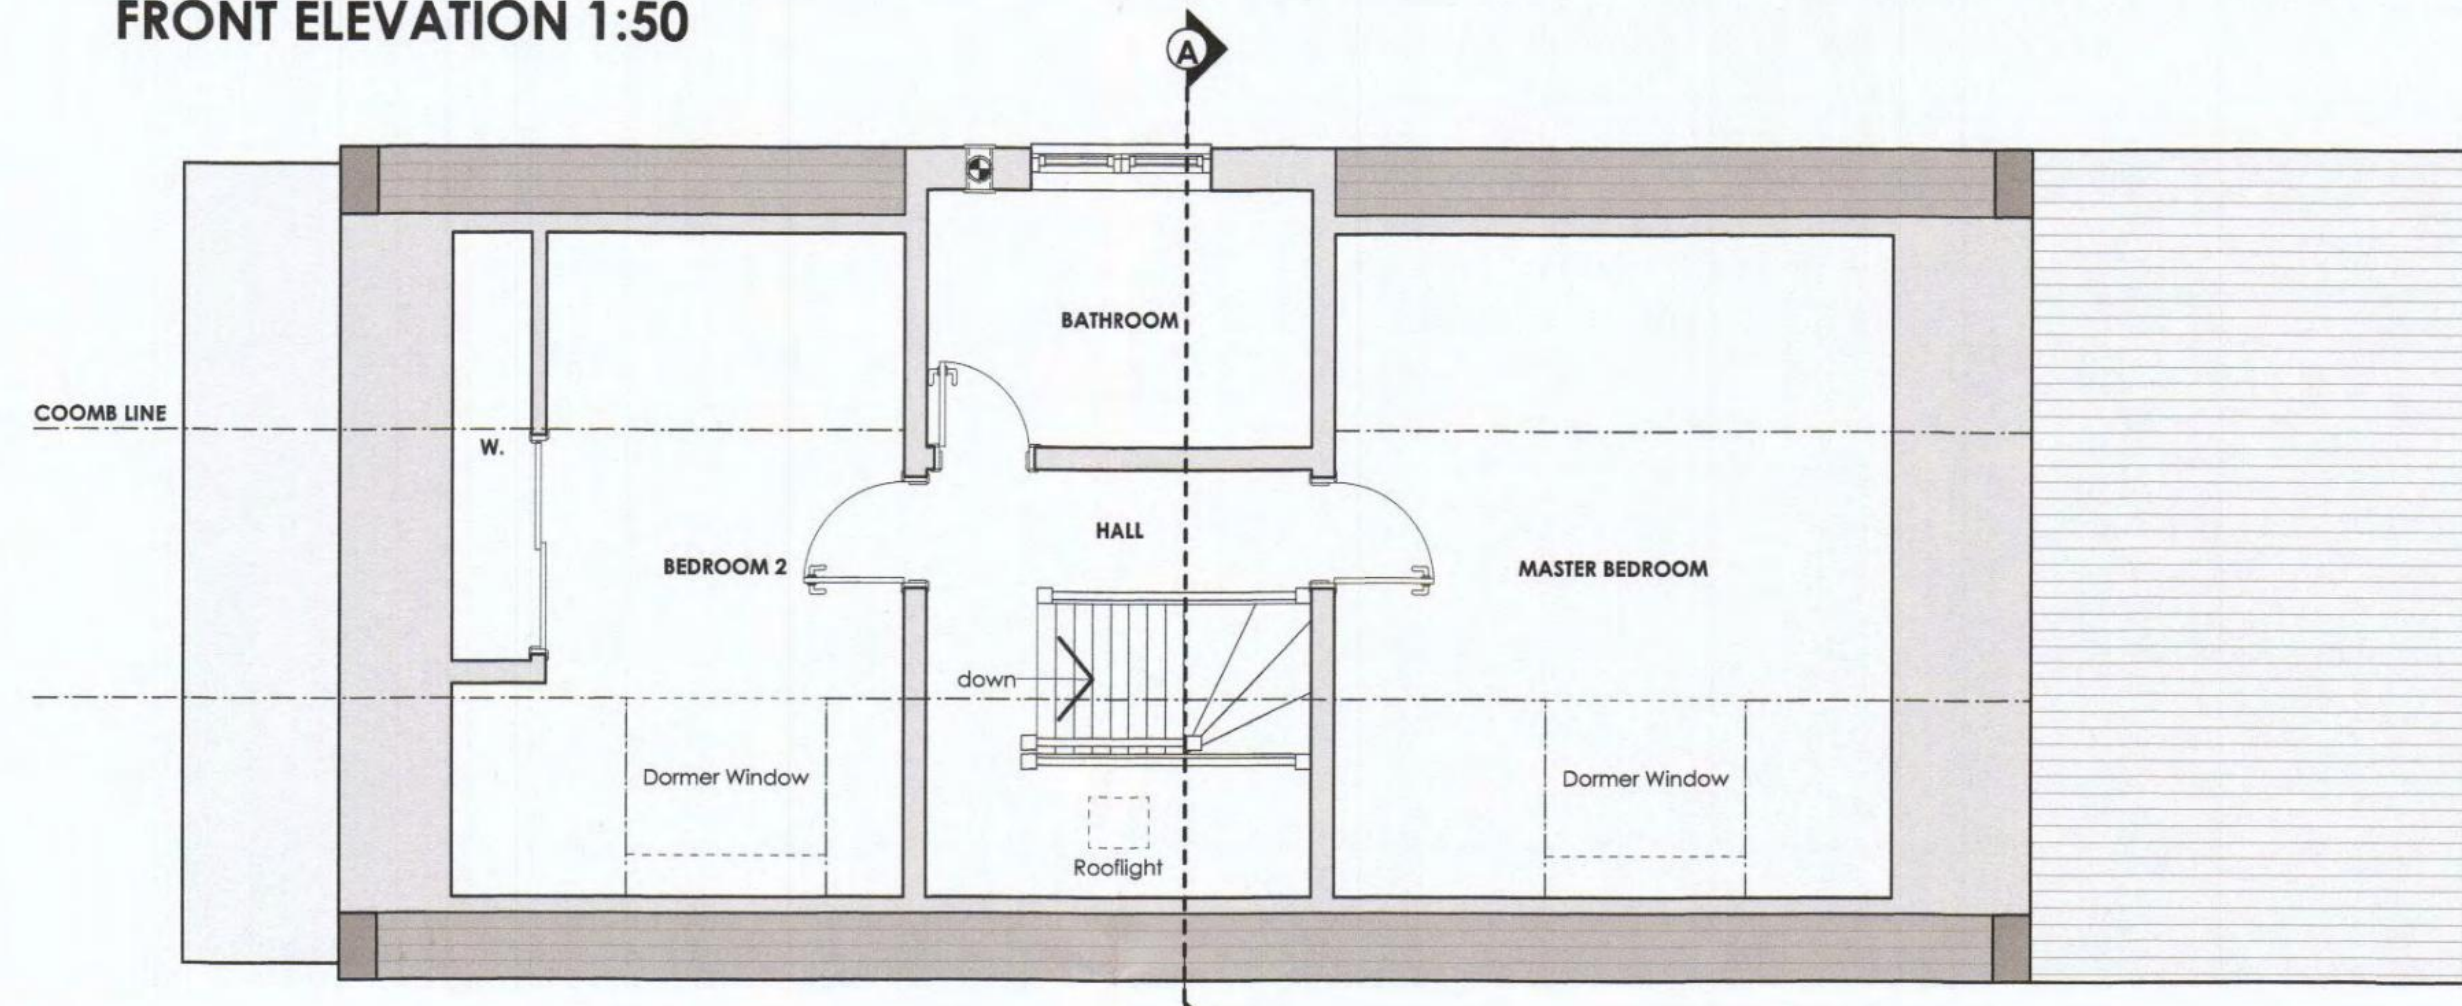 FRONT ELEVATION 1:50
A
BATHROOM
COOMB LINE
W.
HALL
BEDROOM 2
MASTER BEDROOM
down
Dormer Window
Dormer Window
Rooflight